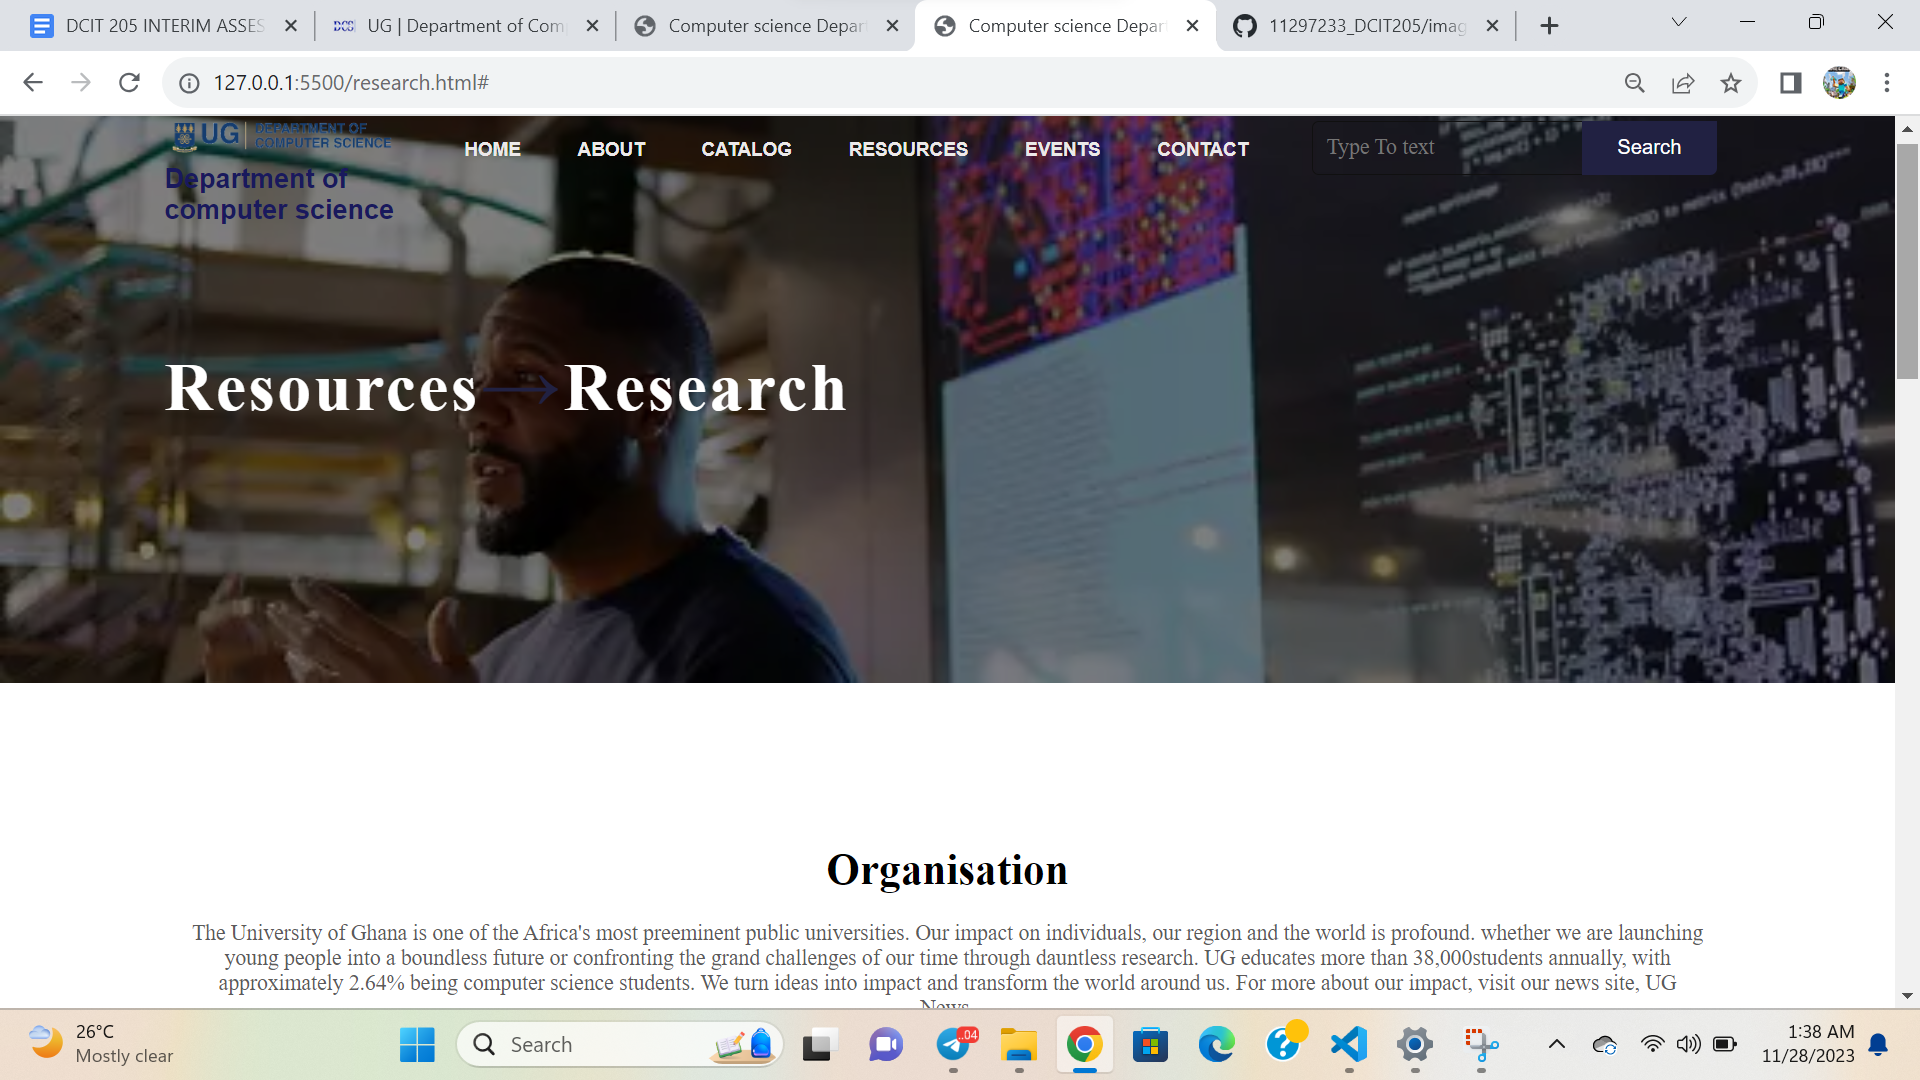 DCIT 205 INTERIM ASSES
DCS UG | Department of Com
Computer science Depar
Computer science Depar
11297233_DCIT205/imag
127.0.0.1:5500/research.html#
UG DEPARTMENT OF
COMPUTER SCIENCE
Department of
computer science
HOME ABOUT CATALOG RESOURCES EVENTS CONTACT
Type To text
Search
Resources→Research
Organisation
The University of Ghana is one of the Africa's most preeminent public universities. Our impact on individuals, our region and the world is profound. whether we are launching
young people into a boundless future or confronting the grand challenges of our time through dauntless research. UG educates more than 38,000students annually, with
approximately 2.64% being computer science students. We turn ideas into impact and transform the world around us. For more about our impact, visit our news site, UG
News
26°C
Mostly clear
Search
..04
1:38 AM
11/28/2023